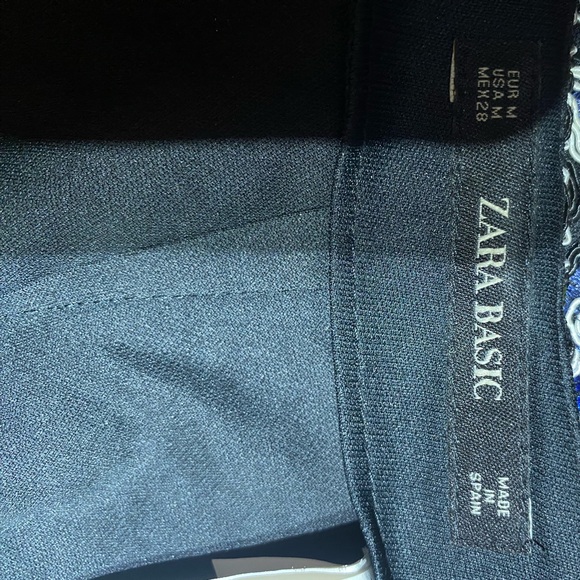 EUR M
USA M
MEX 28
ZARA BASIC
MADE
IN
SPAIN